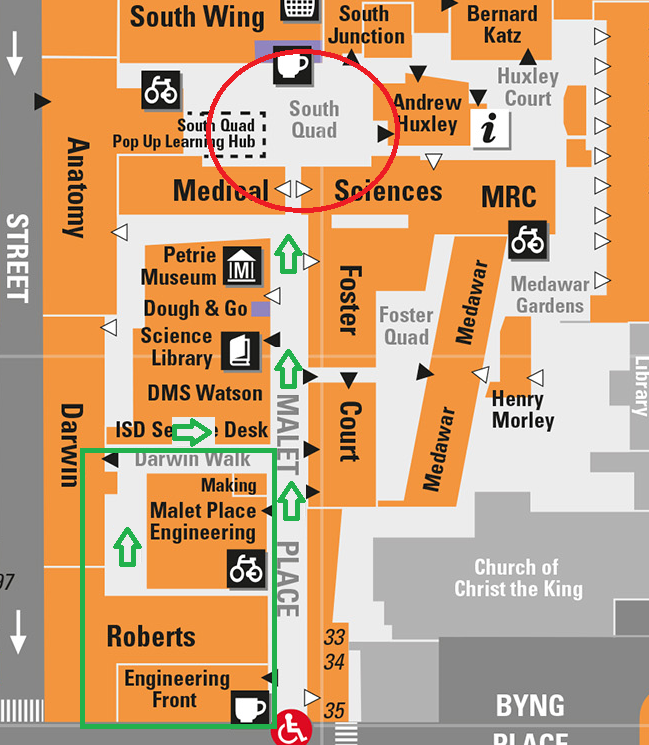 South Wing
South
Junction
Bernard
Katz
Huxley
Court
South
Quad
Andrew
Huxley
i
South Quad
Pop Up Learning Hub
Anatomy
Medical
Sciences
MRC
STREET
Petrie
Museum
M
Dough & Go
Foster
Medawar
Medawar
Gardens
Science
Library
Foster
Quad
DMS Watson
Henry
Morley
Library
Darwin
ISD Se e Desk
MALET
Court
Medawar
Darwin Walk
Making
Malet Place
Engineering
PLACE
Church of
Christ the King
97
Roberts
33
34
Engineering
Front
35
BYNG
PLACE